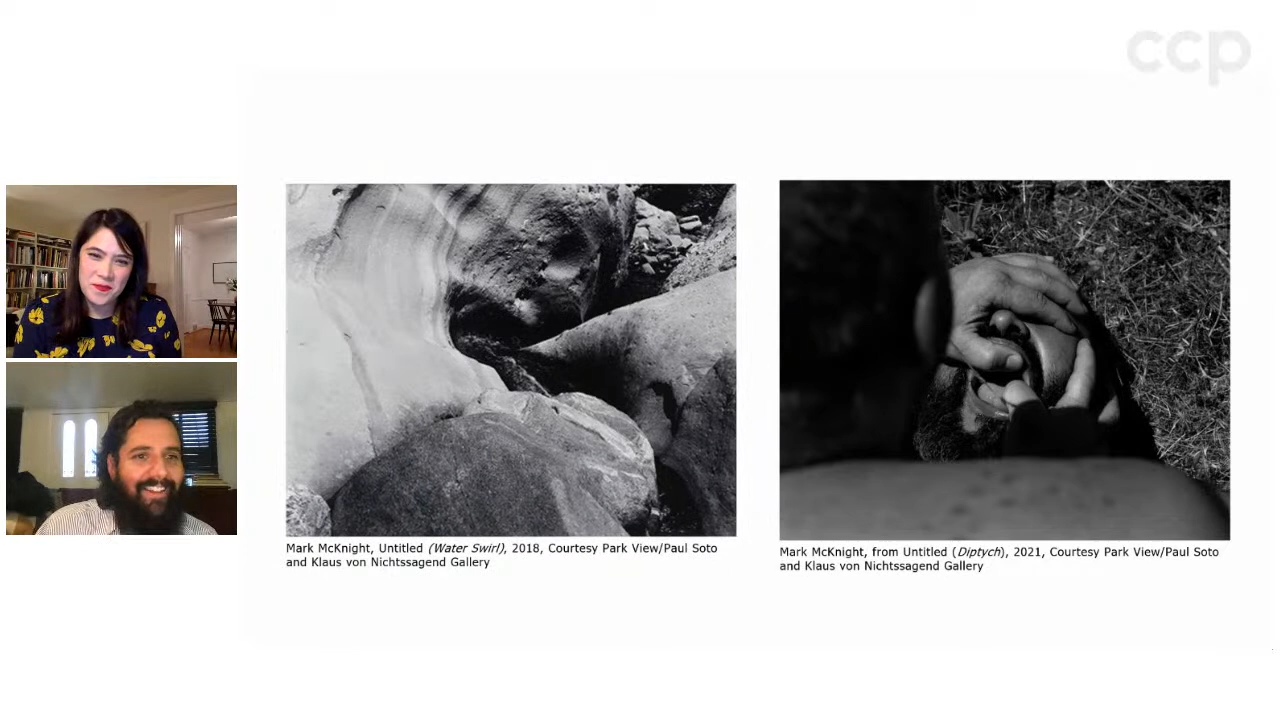 ccp
Mark McKnight, Untitled (Water Swirl), 2018, Courtesy Park View/Paul Soto
and Klaus von Nichtssagend Gallery
Mark McKnight, from Untitled (Diptych), 2021, Courtesy Park View/Paul Soto
and Klaus von Nichtssagend Gallery